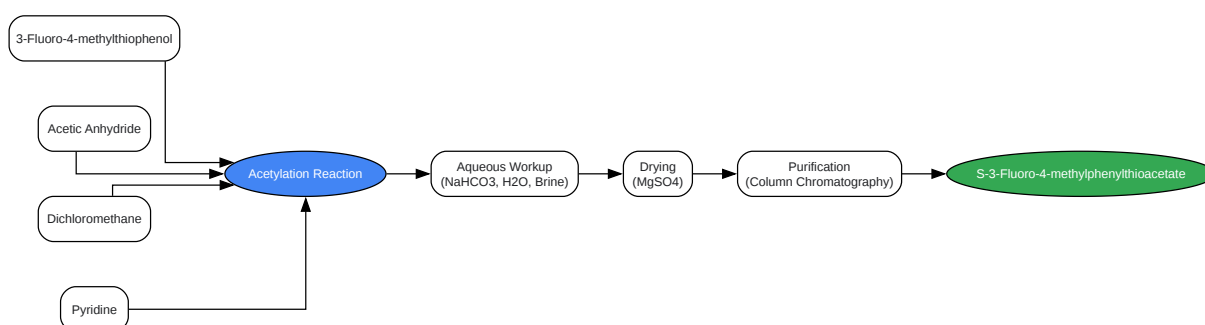 3-Fluoro-4-methylthiophenol
Acetic Anhydride
Dichloromethane
Pyridine
Acetylation Reaction
Aqueous Workup
(NaHCO3, H2O, Brine)
Drying
(MgSO4)
Purification
(Column Chromatography)
S-3-Fluoro-4-methylphenylthioacetate